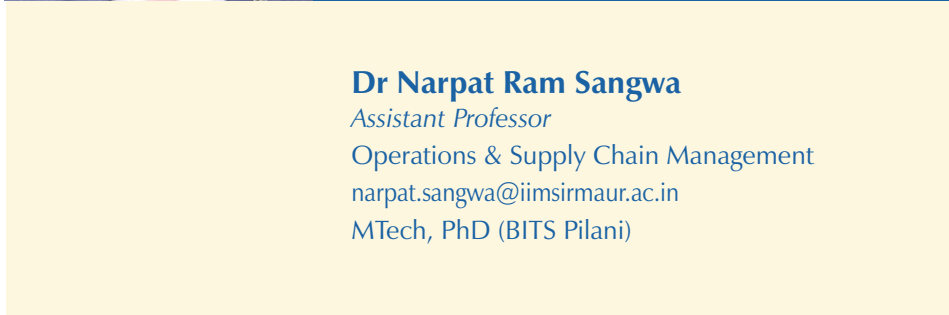 Dr Narpat Ram Sangwa
Assistant Professor
Operations & Supply Chain Management
narpat.sangwa@iimsirmaur.ac.in
MTech, PhD (BITS Pilani)